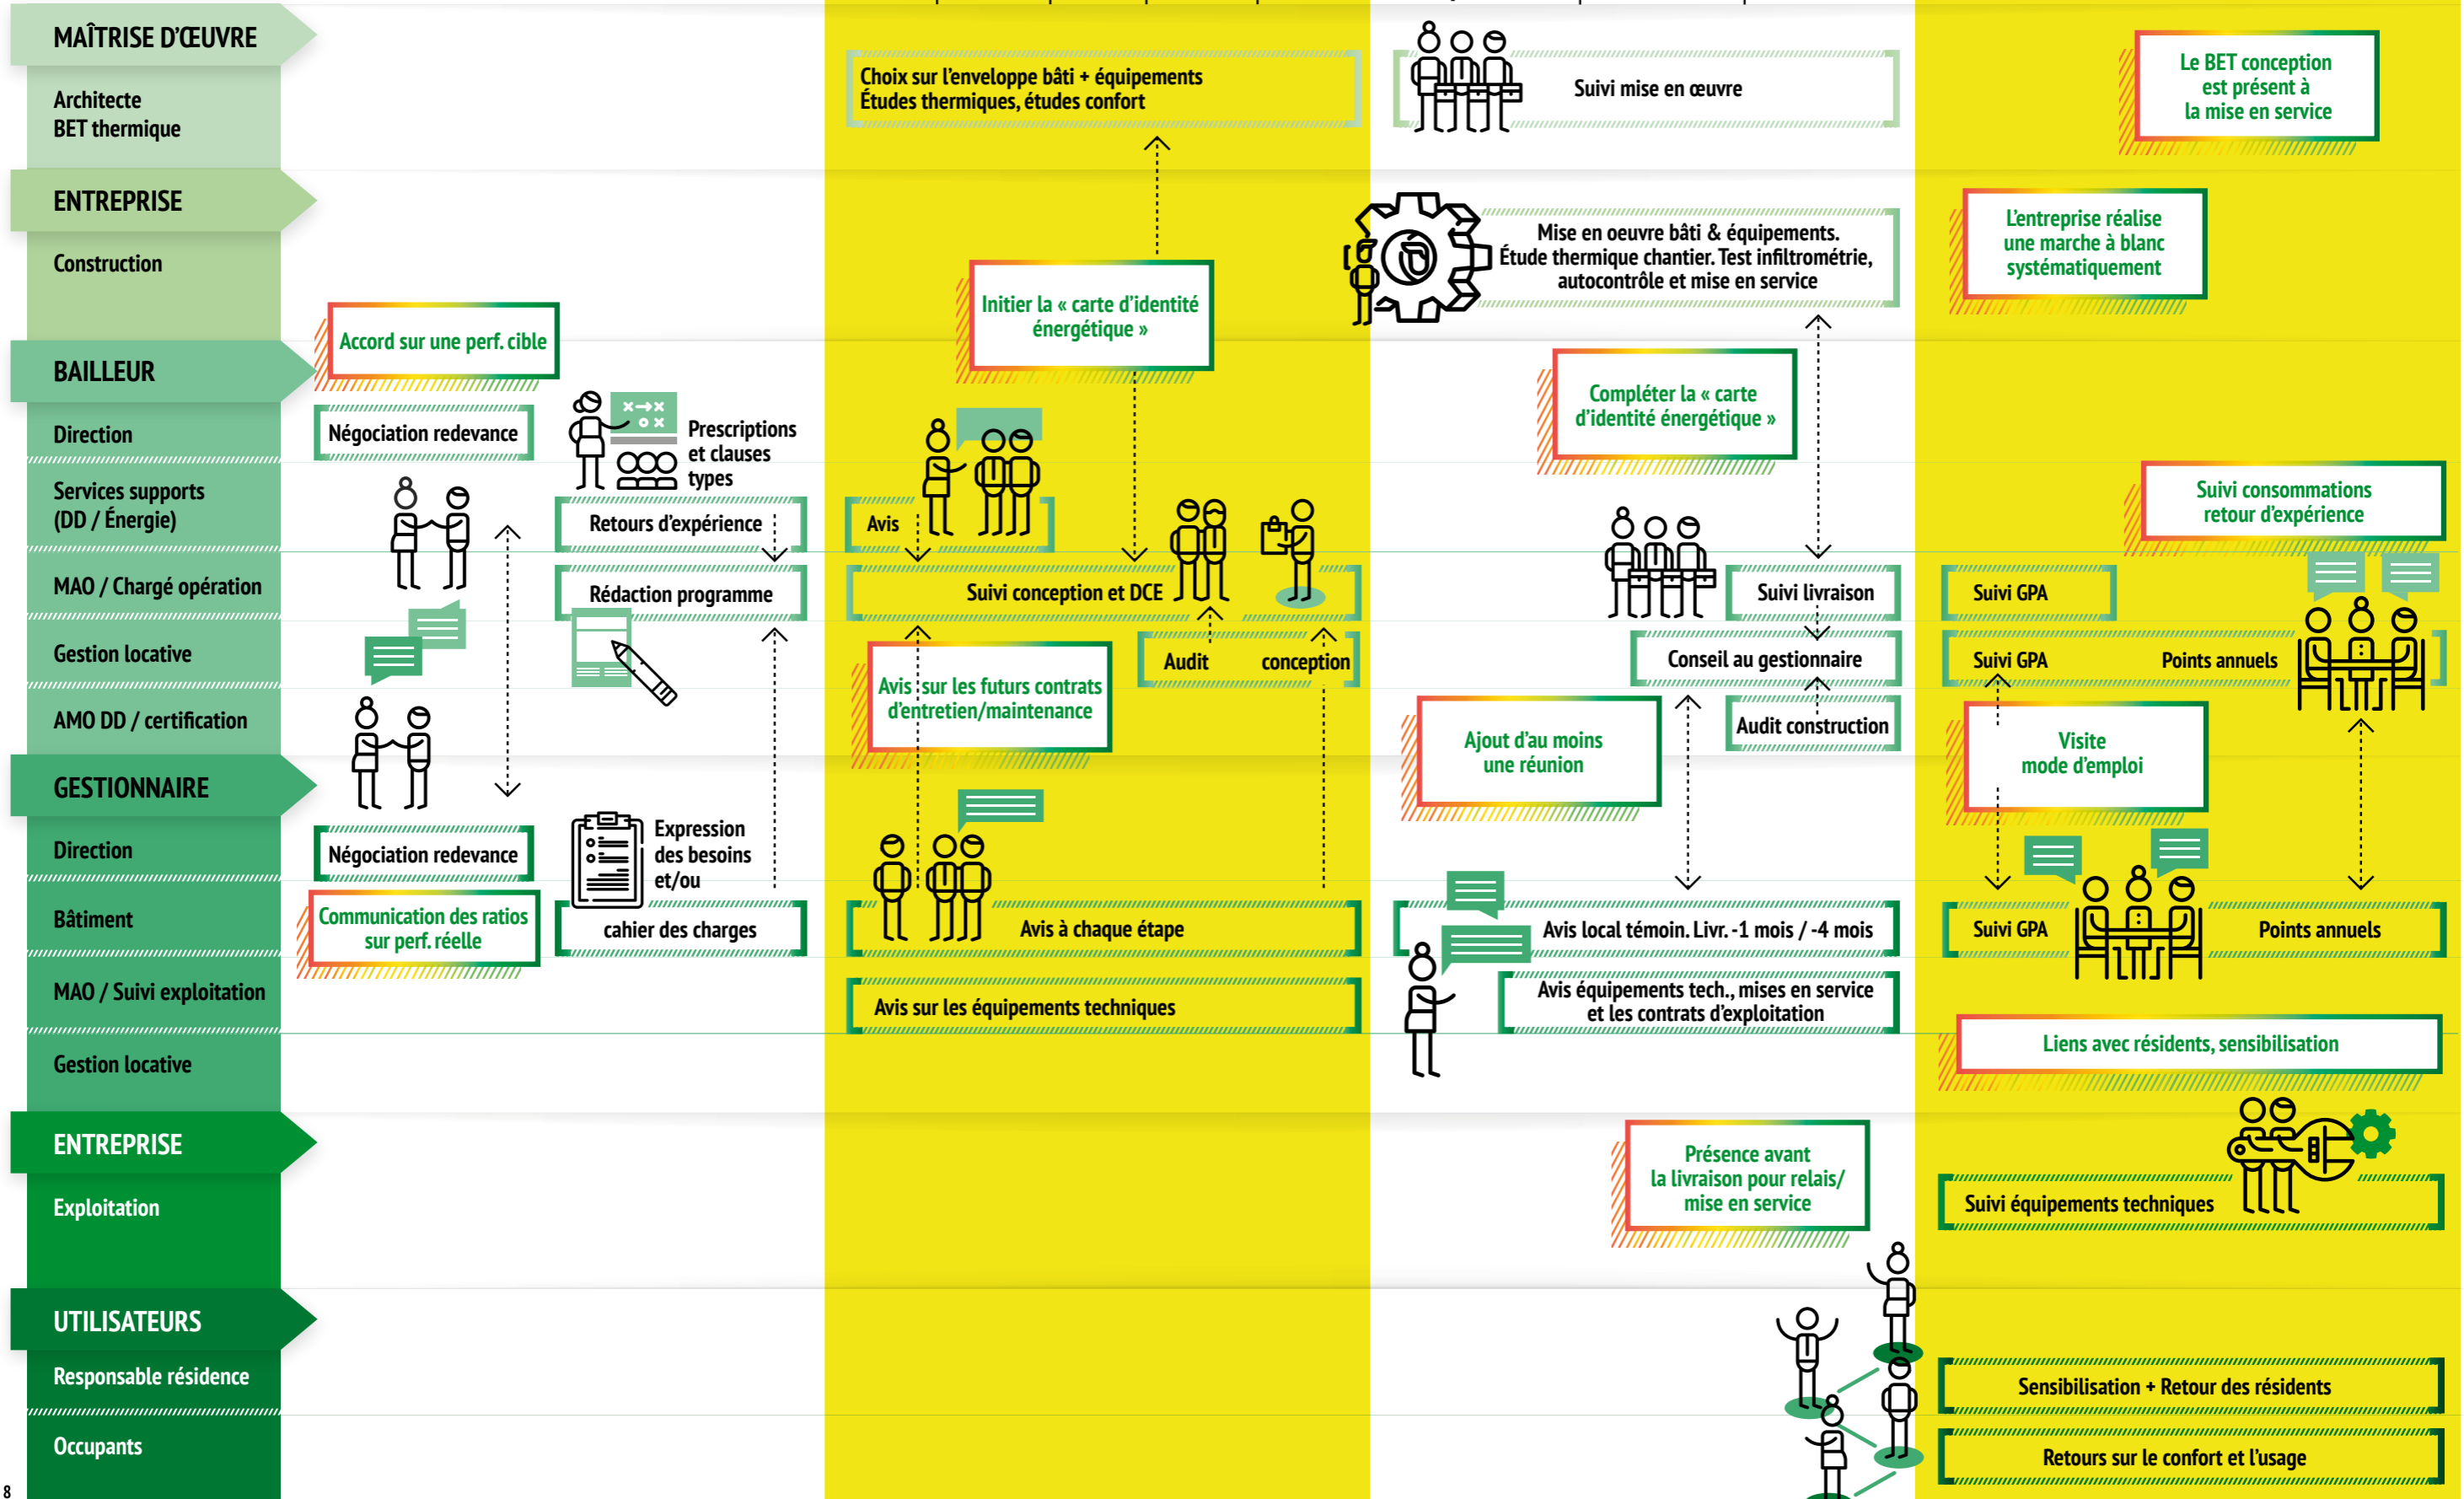 MAÎTRISE D'ŒUVRE
Architecte
BET thermique
Choix sur l'enveloppe bâti + équipements
Études thermiques, études confort
Suivi mise en œuvre
Le BET conception
est présent à
la mise en service
ENTREPRISE
Construction
Initier la « carte d'identité
énergétique »
Mise en oeuvre bâti & équipements.
Étude thermique chantier. Test infiltrométrie,
autocontrôle et mise en service
L'entreprise réalise
une marche à blanc
systématiquement
BAILLEUR
Accord sur une perf. cible
Compléter la « carte
d'identité énergétique »
Direction
Négociation redevance
Prescriptions
et clauses
types
Services supports
(DD / Énergie)
Retours d'expérience
Avis
Suivi consommations
retour d'expérience
MAO / Chargé opération
Rédaction programme
Suivi conception et DCE
Suivi livraison
Suivi GPA
Gestion locative
Audit conception
Conseil au gestionnaire
Suivi GPA
Points annuels
AMO DD / certification
Avis sur les futurs contrats
d'entretien/maintenance
Audit construction
Ajout d'au moins
une réunion
Visite
mode d'emploi
GESTIONNAIRE
Direction
Négociation redevance
Expression
des besoins
et/ou
cahier des charges
Bâtiment
Communication des ratios
sur perf. réelle
Avis à chaque étape
Avis local témoin. Livr. -1 mois / -4 mois
Suivi GPA
Points annuels
MAO / Suivi exploitation
Avis sur les équipements techniques
Avis équipements tech., mises en service
et les contrats d'exploitation
Gestion locative
Liens avec résidents, sensibilisation
ENTREPRISE
Exploitation
Présence avant
la livraison pour relais/
mise en service
Suivi équipements techniques
UTILISATEURS
Responsable résidence
Sensibilisation + Retour des résidents
Occupants
Retours sur le confort et l'usage
8